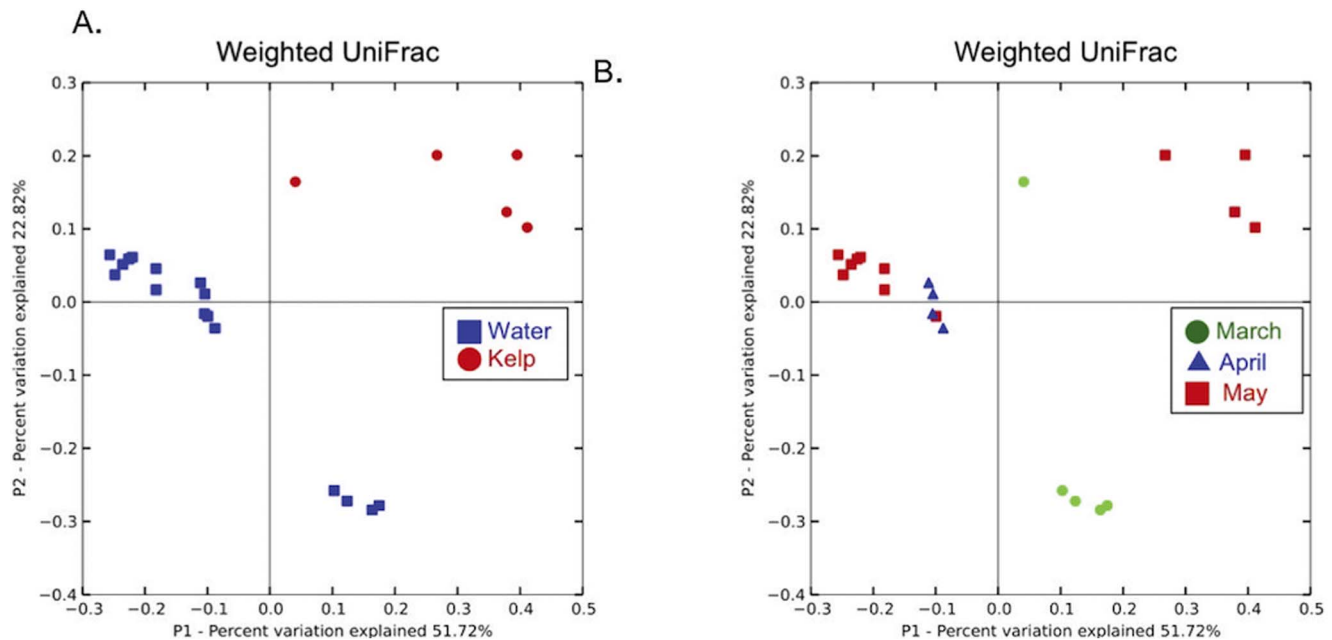 A.
Weighted UniFrac
0.3
0.2
0.1
0.0
−0.1
−0.2
−0.3
−0.4
P2 - Percent variation explained 22.82%
Water
Kelp
−0.3 −0.2 −0.1 0.0 0.1 0.2 0.3 0.4 0.5
P1 - Percent variation explained 51.72%
B.
Weighted UniFrac
0.3
0.2
0.1
0.0
−0.1
−0.2
−0.3
−0.4
P2 - Percent variation explained 22.82%
March
April
May
−0.3 −0.2 −0.1 0.0 0.1 0.2 0.3 0.4 0.5
P1 - Percent variation explained 51.72%